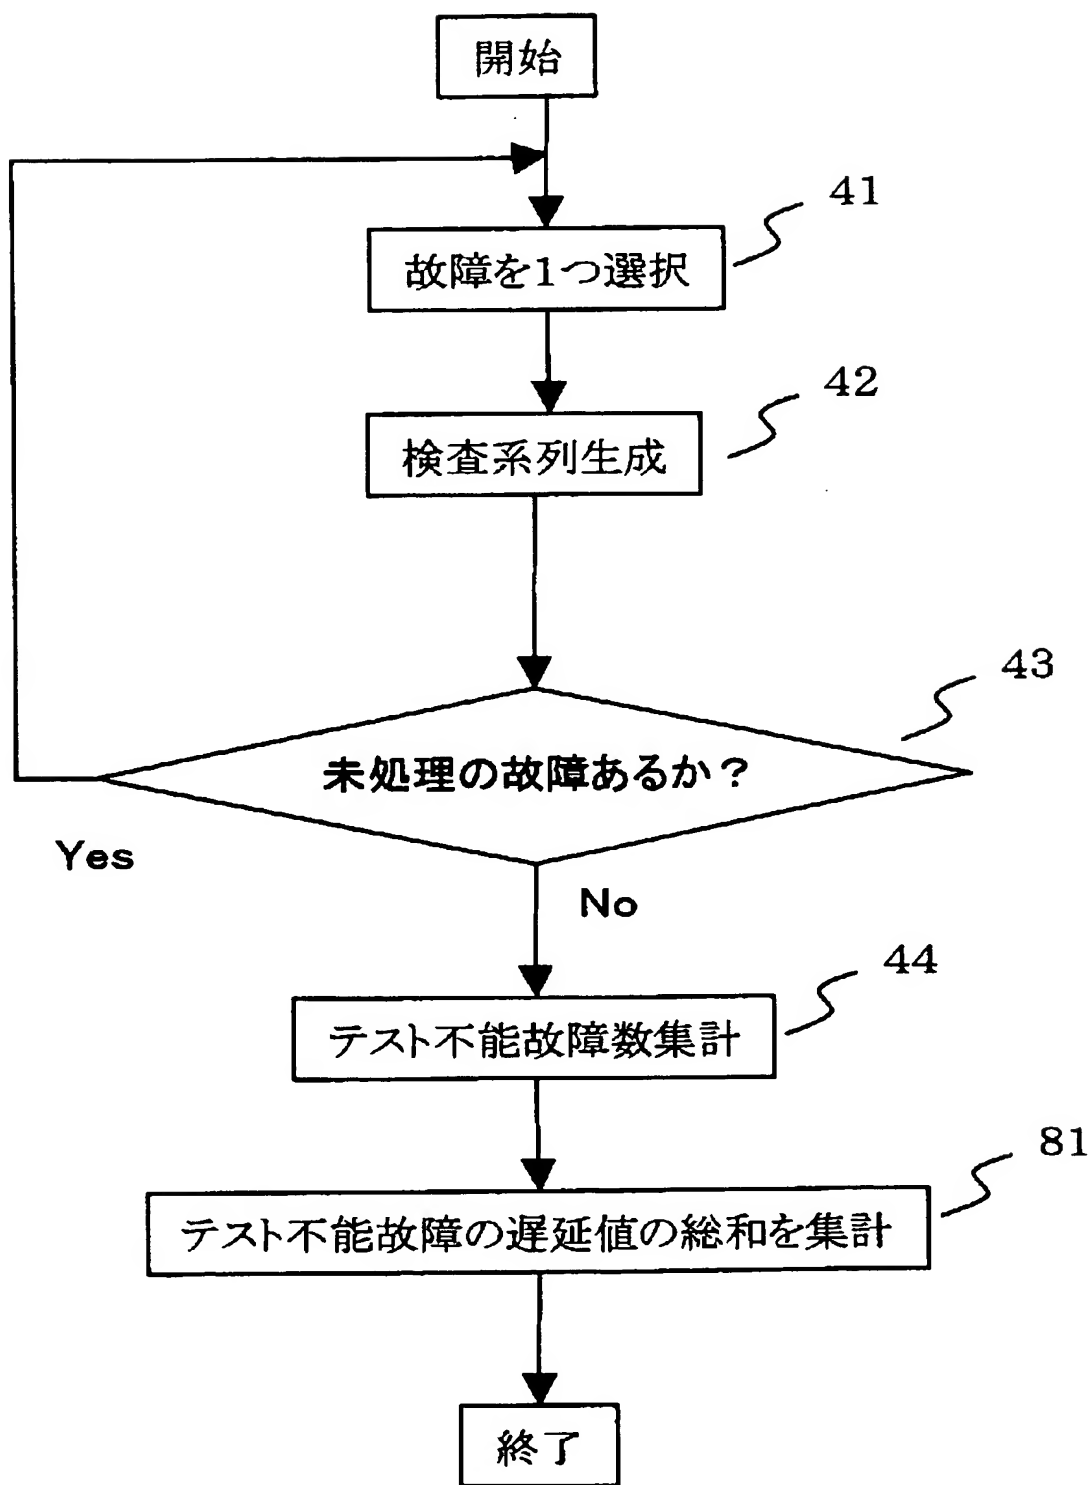 開始
41
故障を1つ選択
42
検査系列生成
43
未処理の故障あるか？
Yes
No
44
テスト不能故障数集計
81
テスト不能故障の遅延値の総和を集計
終了